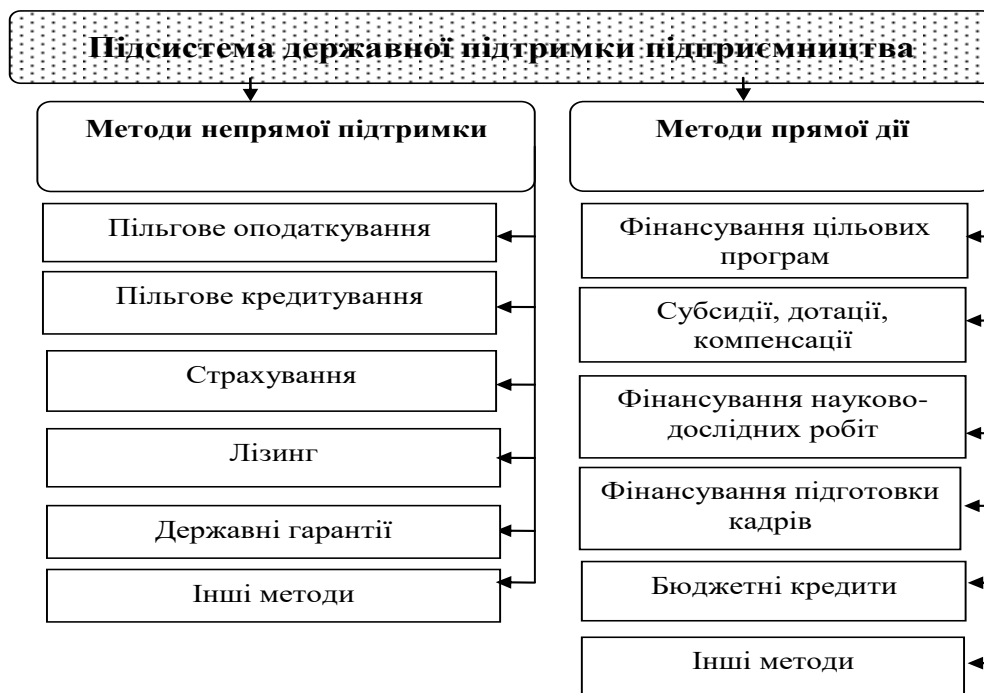 Підсистема державної підтримки підприємництва
Методи непрямої підтримки
Пільгове оподаткування
Пільгове кредитування
Страхування
Лізинг
Державні гарантії
Інші методи
Методи прямої дії
Фінансування цільових
програм
Субсидії, дотації,
компенсації
Фінансування науково-
дослідних робіт
Фінансування підготовки
кадрів
Бюджетні кредити
Інші методи